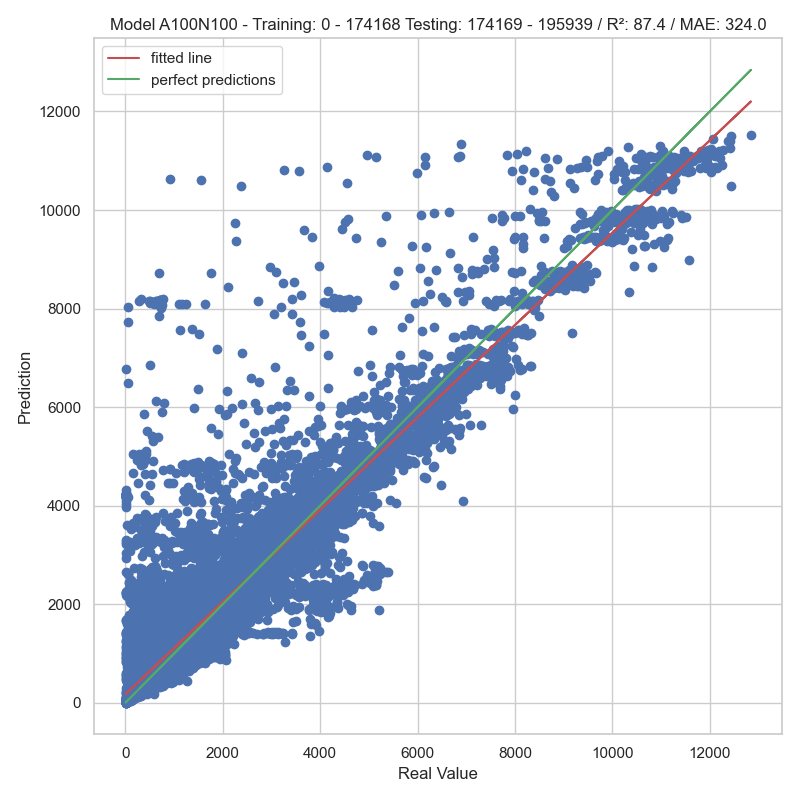 Model A100N100 - Training: 0 - 174168 Testing: 174169 - 195939 / R²: 87.4 / MAE: 324.0
fitted line
perfect predictions
12000
10000
8000
6000
4000
2000
0
Prediction
0 2000 4000 6000 8000 10000 12000
Real Value